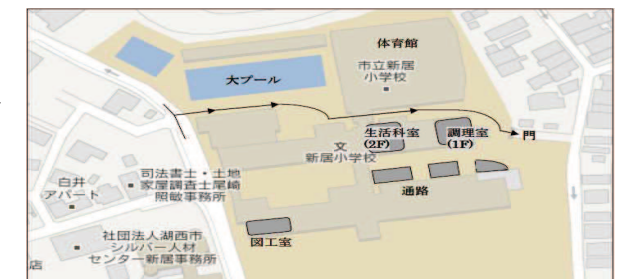 体育館
市立新居
小学校
大プール
生活科室
(2F)
調理室
(1F)
門
文
新居小学校
通路
司法書士・土地
家屋調査士尾崎
照敏事務所
白井
アパート
図工室
社団法人湖西市
シルバー人材
センター新居事務所
店